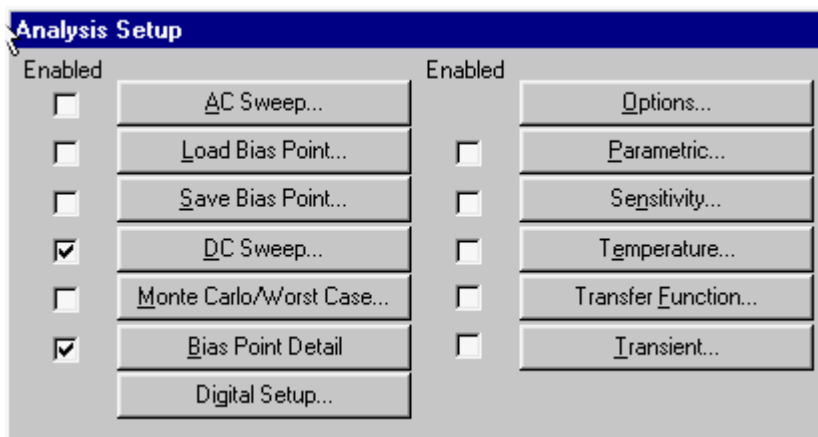 Analysis Setup
Enabled
AC Sweep...
Load Bias Point...
Save Bias Point...
DC Sweep...
Monte Carlo/Worst Case...
Bias Point Detail
Digital Setup...
Enabled
Options...
Parametric...
Sensitivity...
Temperature...
Transfer Function...
Transient...